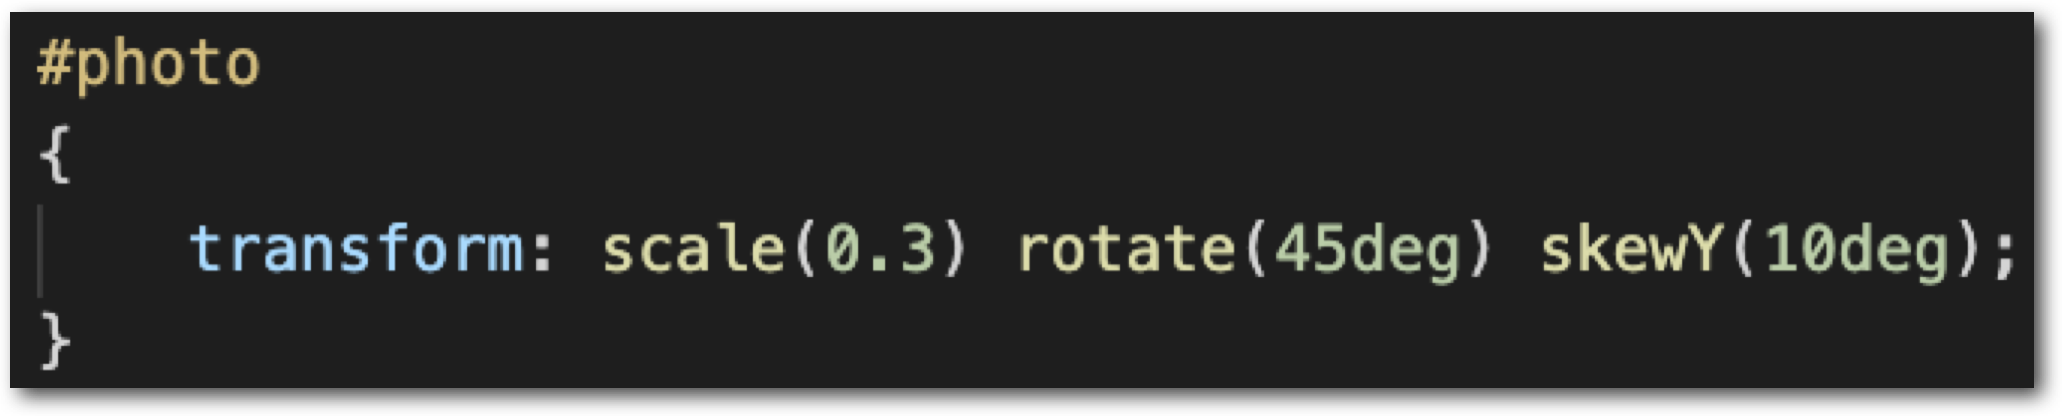 #photo
{
    transform: scale(0.3) rotate(45deg) skewY(10deg);
}